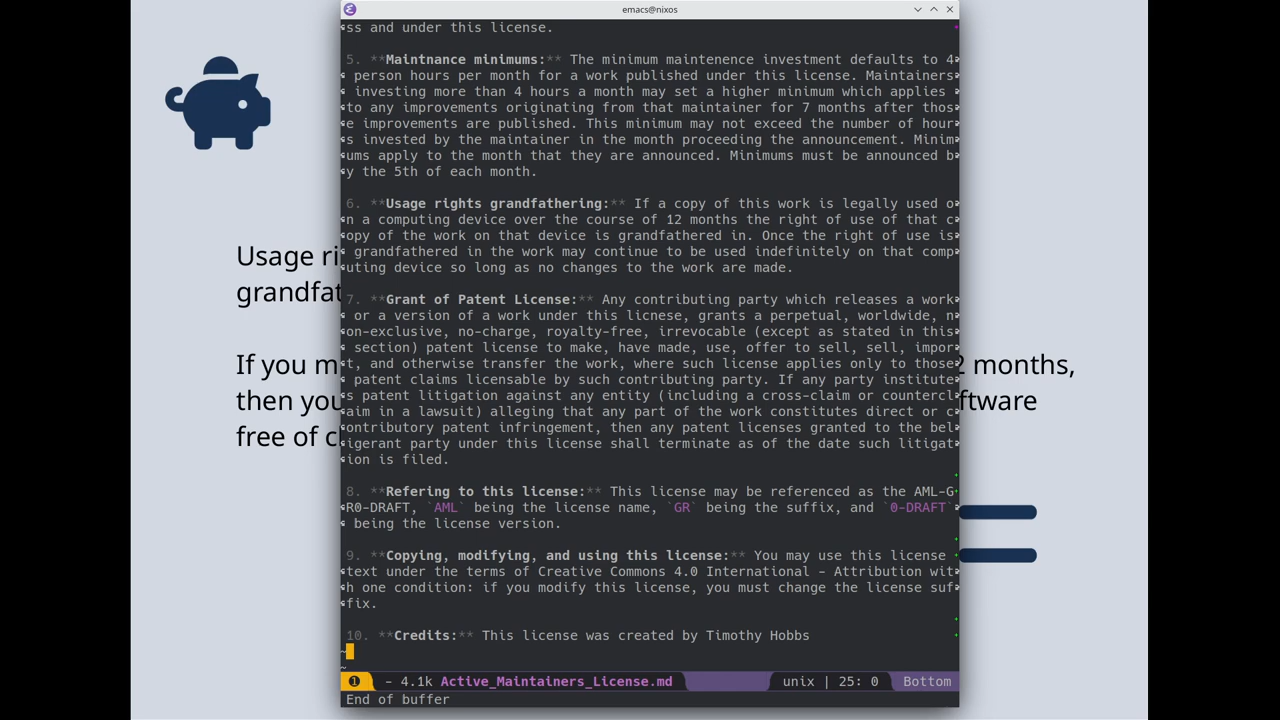 emacs@nixos
ss and under this license.
5. **Maintnance minimums:** The minimum maintenence investment defaults to 4
person hours per month for a work published under this license. Maintainers
investing more than 4 hours a month may set a higher minimum which applies
to any improvements originating from that maintainer for 7 months after thos
e improvements are published. This minimum may not exceed the number of hour
s invested by the maintainer in the month proceeding the announcement. Minim
ums apply to the month that they are announced. Minimums must be announced b
y the 5th of each month.
6. **Usage rights grandfathering:** If a copy of this work is legally used o
n a computing device over the course of 12 months the right of use of that c
opy of the work on that device is grandfathered in. Once the right of use is
grandfathered in the work may continue to be used indefinitely on that comp
uting device so long as no changes to the work are made.
7. **Grant of Patent License:** Any contributing party which releases a work
or a version of a work under this licnese, grants a perpetual, worldwide, n
on-exclusive, no-charge, royalty-free, irrevocable (except as stated in this
section) patent license to make, have made, use, offer to sell, sell, impor
t, and otherwise transfer the work, where such license applies only to those
patent claims licensable by such contributing party. If any party institute
s patent litigation against any entity (including a cross-claim or countercl
aim in a lawsuit) alleging that any part of the work constitutes direct or c
ontributory patent infringement, then any patent licenses granted to the bel
igerant party under this license shall terminate as of the date such litigat
ion is filed.
8. **Refering to this license:** This license may be referenced as the AML-G
R0-DRAFT, `AML` being the license name, `GR` being the suffix, and `0-DRAFT`
being the license version.
9. **Copying, modifying, and using this license:** You may use this license
text under the terms of Creative Commons 4.0 International - Attribution wit
h one condition: if you modify this license, you must change the license suf
fix.
10. **Credits:** This license was created by Timothy Hobbs
~
~
1 - 4.1k Active_Maintainers_License.md unix | 25: 0 Bottom
End of buffer
Usage ri
grandfat
If you m 2 months,
then you ftware
free of c